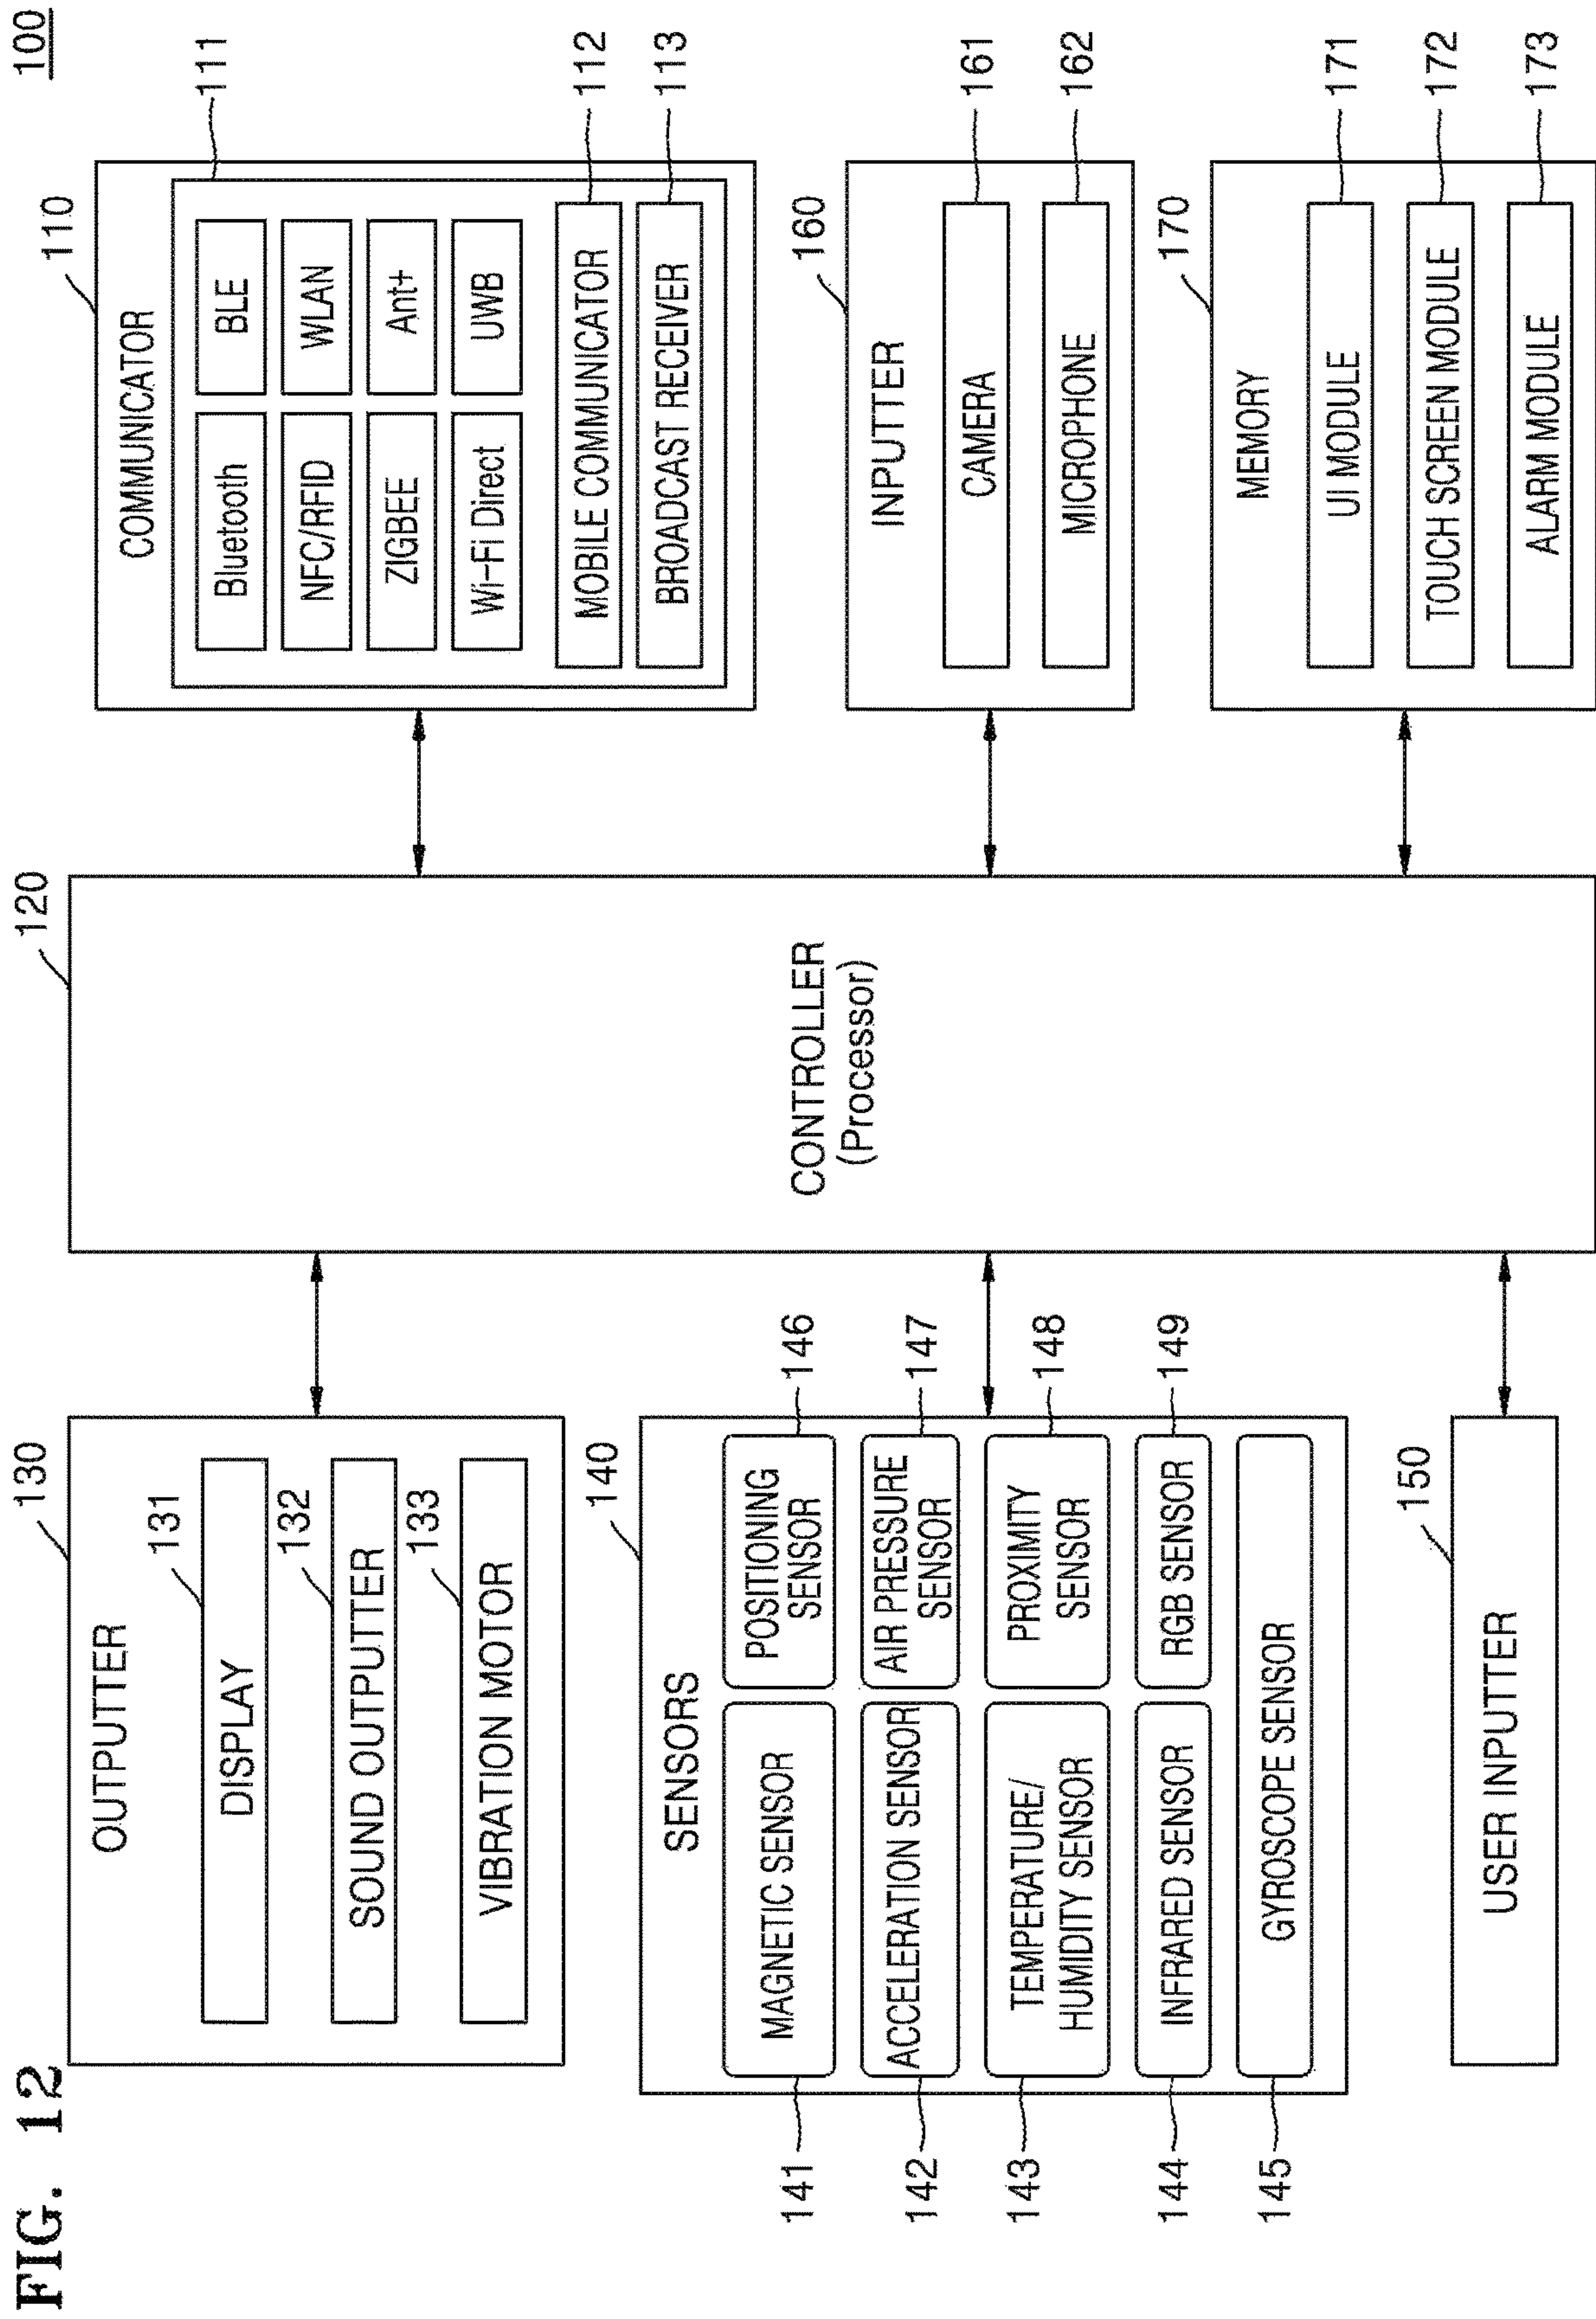 FIG. 12
100
130
OUTPUTTER
131
DISPLAY
132
SOUND OUTPUTTER
133
VIBRATION MOTOR
140
SENSORS
141
MAGNETIC SENSOR
POSITIONING
SENSOR
146
142
ACCELERATION SENSOR
AIR PRESSURE
SENSOR
147
143
TEMPERATURE/
HUMIDITY SENSOR
PROXIMITY
SENSOR
148
144
INFRARED SENSOR
RGB SENSOR
149
145
GYROSCOPE SENSOR
150
USER INPUTTER
120
CONTROLLER
(Processor)
110
COMMUNICATOR
111
Bluetooth
BLE
NFC/RFID
WLAN
ZIGBEE
Ant+
Wi-Fi Direct
UWB
MOBILE COMMUNICATOR
112
BROADCAST RECEIVER
113
160
INPUTTER
CAMERA
161
MICROPHONE
162
170
MEMORY
UI MODULE
171
TOUCH SCREEN MODULE
172
ALARM MODULE
173